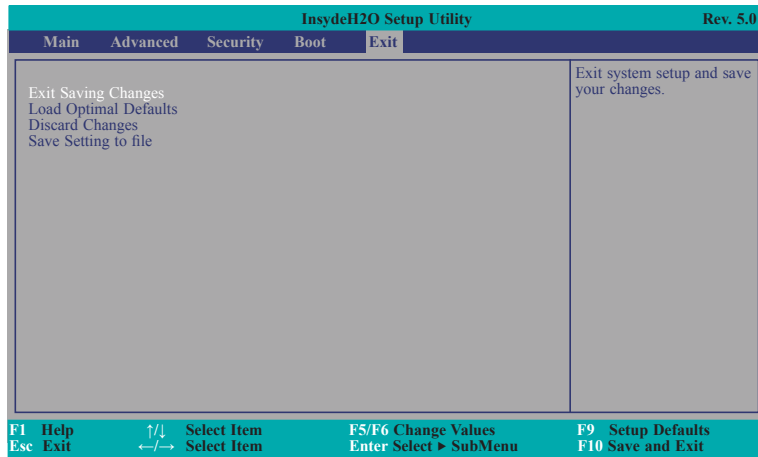 InsydeH2O Setup Utility Rev. 5.0
Main Advanced Security Boot Exit
Exit Saving Changes
Load Optimal Defaults
Discard Changes
Save Setting to file
Exit system setup and save
your changes.
F1 Help ↑/↓ Select Item F5/F6 Change Values F9 Setup Defaults
Esc Exit ←/→ Select Item Enter Select ► SubMenu F10 Save and Exit